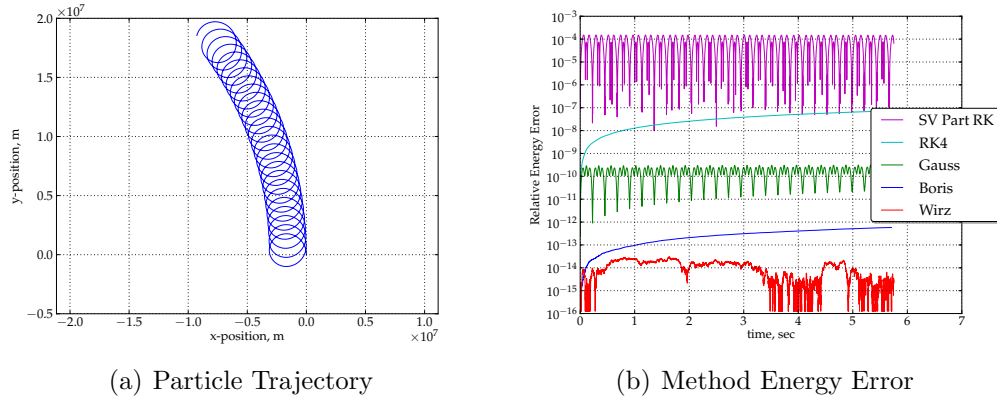 2.0 ×10⁷
1.5
1.0
0.5
0.0
−0.5
y-position, m
−2.0 −1.5 −1.0 −0.5 0.0 0.5 1.0
x-position, m
×10⁷
(a) Particle Trajectory
10⁻³
10⁻⁴
10⁻⁵
10⁻⁶
10⁻⁷
10⁻⁸
10⁻⁹
10⁻¹⁰
10⁻¹¹
10⁻¹²
10⁻¹³
10⁻¹⁴
10⁻¹⁵
10⁻¹⁶
Relative Energy Error
0 1 2 3 4 5 6 7
time, sec
SV Part RK
RK4
Gauss
Boris
Wirz
(b) Method Energy Error